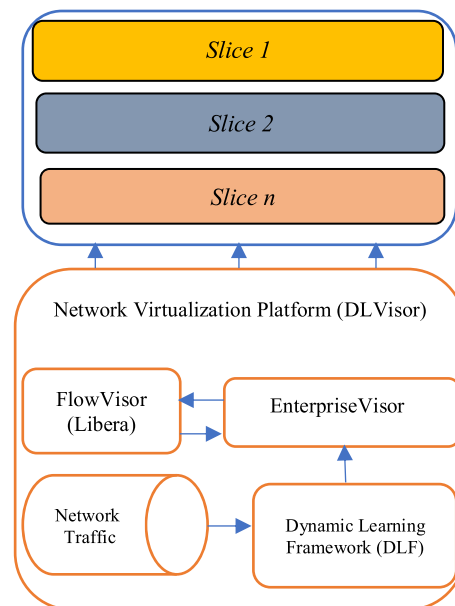 Slice 1
Slice 2
Slice n
Network Virtualization Platform (DLVisor)
FlowVisor
(Libera)
EnterpriseVisor
Network
Traffic
Dynamic Learning
Framework (DLF)